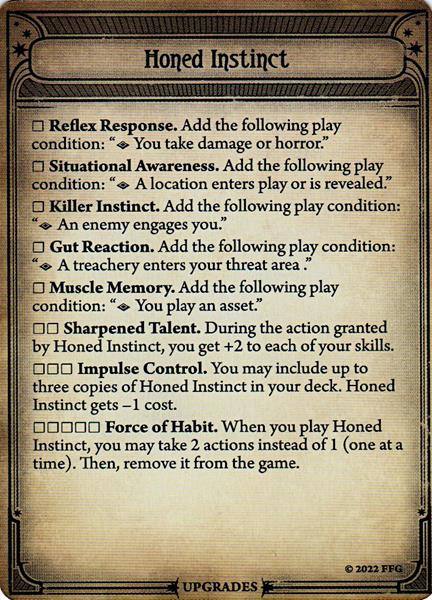 Honed Instinct
☐ Reflex Response. Add the following play
condition: “⟐ You take damage or horror.”
☐ Situational Awareness. Add the following play
condition: “⟐ A location enters play or is revealed.”
☐ Killer Instinct. Add the following play condition:
“⟐ An enemy engages you.”
☐ Gut Reaction. Add the following play condition:
“⟐ A treachery enters your threat area .”
☐ Muscle Memory. Add the following play
condition: “⟐ You play an asset.”
☐☐ Sharpened Talent. During the action granted
by Honed Instinct, you get +2 to each of your skills.
☐☐☐ Impulse Control. You may include up to
three copies of Honed Instinct in your deck. Honed
Instinct gets –1 cost.
☐☐☐☐☐ Force of Habit. When you play Honed
Instinct, you may take 2 actions instead of 1 (one at a
time). Then, remove it from the game.
© 2022 FFG
UPGRADES